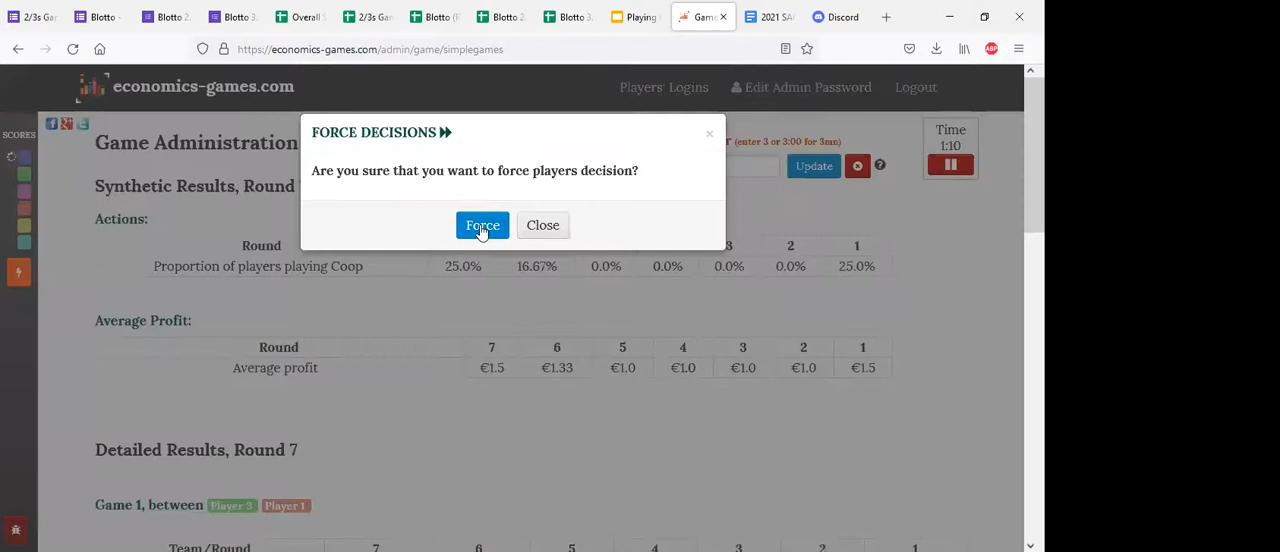 2/3s Gar Blotto - Blotto 2. Blotto 3. Overall S 2/3s Gar Blotto (F Blotto 2. Blotto 3. Playing Game 2021 SA Discord
https://economics-games.com/admin/game/simplegames
economics-games.com Players' Logins Edit Admin Password Logout
SCORES
FORCE DECISIONS
×
Game Administration
(enter 3 or 3:00 for 3mn)
Update
Time
1:10
Are you sure that you want to force players decision?
Synthetic Results, Round
Force Close
Actions:
Round 3 2 1
Proportion of players playing Coop 25.0% 16.67% 0.0% 0.0% 0.0% 0.0% 25.0%
Average Profit:
Round 7 6 5 4 3 2 1
Average profit €1.5 €1.33 €1.0 €1.0 €1.0 €1.0 €1.5
Detailed Results, Round 7
Game 1, between Player 3 Player 1
Team/Round 7 6 5 4 3 2 1